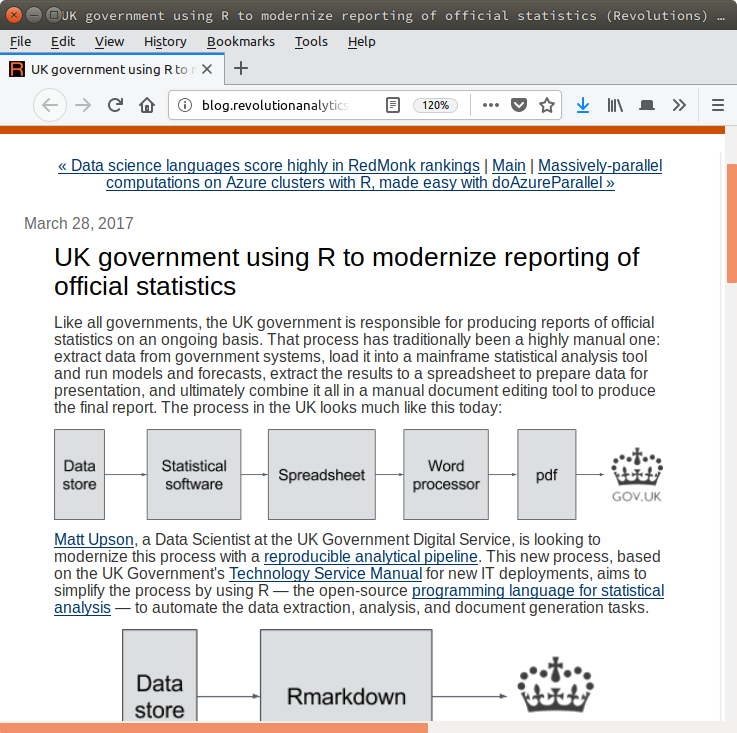 UK government using R to modernize reporting of official statistics (Revolutions) …
File Edit View History Bookmarks Tools Help
UK government using R to
blog.revolutionanalytics 120%
« Data science languages score highly in RedMonk rankings | Main | Massively-parallel
computations on Azure clusters with R, made easy with doAzureParallel »
March 28, 2017
UK government using R to modernize reporting of
official statistics
Like all governments, the UK government is responsible for producing reports of official
statistics on an ongoing basis. That process has traditionally been a highly manual one:
extract data from government systems, load it into a mainframe statistical analysis tool
and run models and forecasts, extract the results to a spreadsheet to prepare data for
presentation, and ultimately combine it all in a manual document editing tool to produce
the final report. The process in the UK looks much like this today:
Data
store
Statistical
software
Spreadsheet
Word
processor
pdf
GOV.UK
Matt Upson, a Data Scientist at the UK Government Digital Service, is looking to
modernize this process with a reproducible analytical pipeline. This new process, based
on the UK Government's Technology Service Manual for new IT deployments, aims to
simplify the process by using R — the open-source programming language for statistical
analysis — to automate the data extraction, analysis, and document generation tasks.
Data
store
Rmarkdown